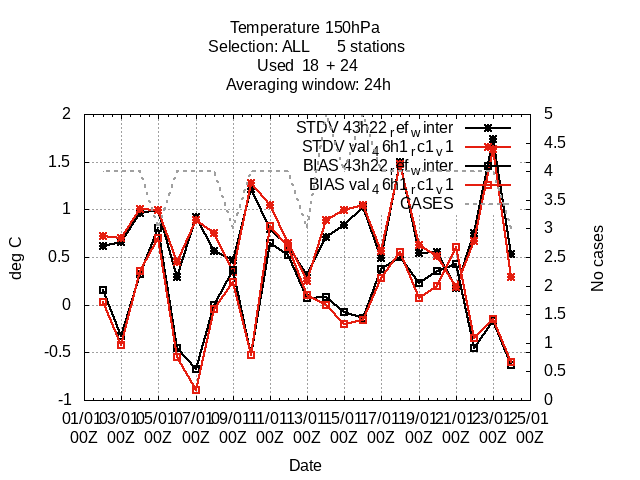 Temperature 150hPa
Selection: ALL 5 stations
Used 18 + 24
Averaging window: 24h
STDV 43h22refwinter
STDV val46h1rc1v1
BIAS 43h22refwinter
BIAS val46h1rc1v1
CASES
deg C
2
1.5
1
0.5
0
-0.5
-1
No cases
5
4.5
4
3.5
3
2.5
2
1.5
1
0.5
0
01/01 03/01 05/01 07/01 09/01 11/01 13/01 15/01 17/01 19/01 21/01 23/01 25/01
00Z 00Z 00Z 00Z 00Z 00Z 00Z 00Z 00Z 00Z 00Z 00Z 00Z
Date